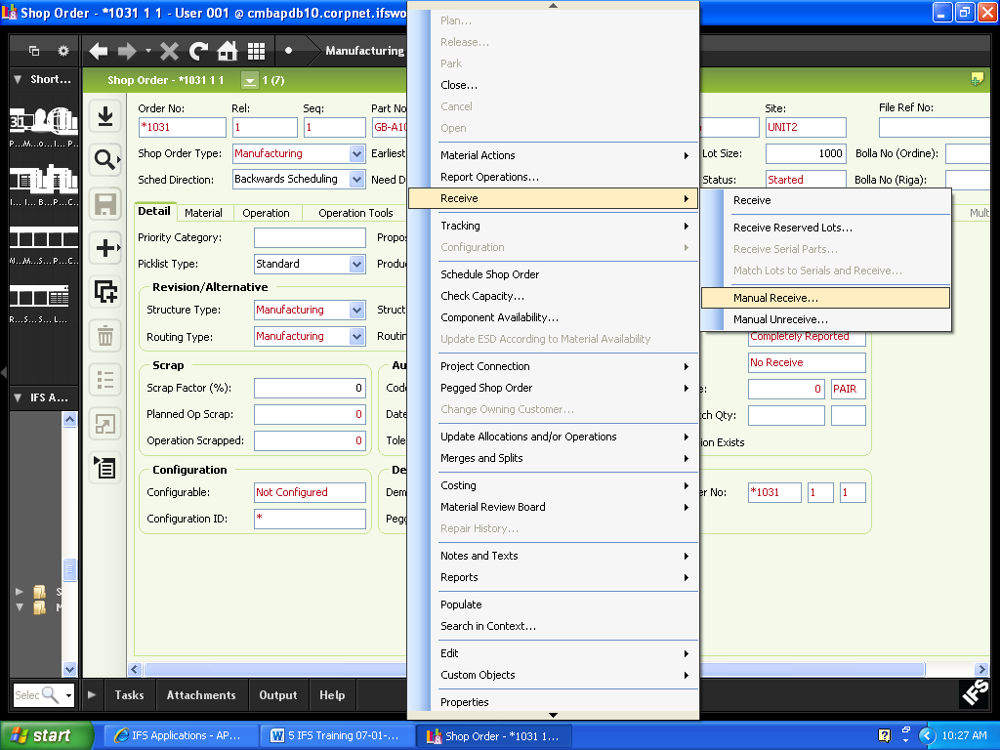 Shop Order - *1031 1 1 - User 001 @ cmbapdb10.corpnet.ifswo
Manufacturing
Short...
Shop Order - *1031 1 1
1 (7)
31
P... M... o... I... P...
I... I... B... O... G...
W... M... S... P... C...
R... S... S... L...
IFS A...
Selec
Order No:
Rel:
Seq:
Part No
Site:
File Ref No:
*1031
1
1
GB-A10
UNIT2
Shop Order Type:
Manufacturing
Earliest
Lot Size:
1000
Bolla No (Ordine):
Sched Direction:
Backwards Scheduling
Need D
Status:
Started
Bolla No (Riga):
Detail
Material
Operation
Operation Tools
Mult
Priority Category:
Propos
Picklist Type:
Standard
Produc
Revision/Alternative
Structure Type:
Manufacturing
Struct
Routing Type:
Manufacturing
Routin
Completely Reported
No Receive
Scrap
Au
Scrap Factor (%):
0
Code
e:
0
PAIR
Planned Op Scrap:
0
Date
ch Qty:
Operation Scrapped:
0
Tole
on Exists
Configuration
De
Configurable:
Not Configured
Dem
er No:
*1031
1
1
Configuration ID:
*
Pegg
Plan...
Release...
Park
Close...
Cancel
Open
Material Actions
Report Operations...
Receive
Tracking
Configuration
Schedule Shop Order
Check Capacity...
Component Availability...
Update ESD According to Material Availability
Project Connection
Pegged Shop Order
Change Owning Customer...
Update Allocations and/or Operations
Merges and Splits
Costing
Material Review Board
Repair History...
Notes and Texts
Reports
Populate
Search in Context...
Edit
Custom Objects
Properties
Receive
Receive Reserved Lots...
Receive Serial Parts...
Match Lots to Serials and Receive...
Manual Receive...
Manual Unreceive...
Tasks
Attachments
Output
Help
IFS
start
IFS Applications - AP...
5 IFS Training 07-01-...
Shop Order - *1031 1...
10:27 AM